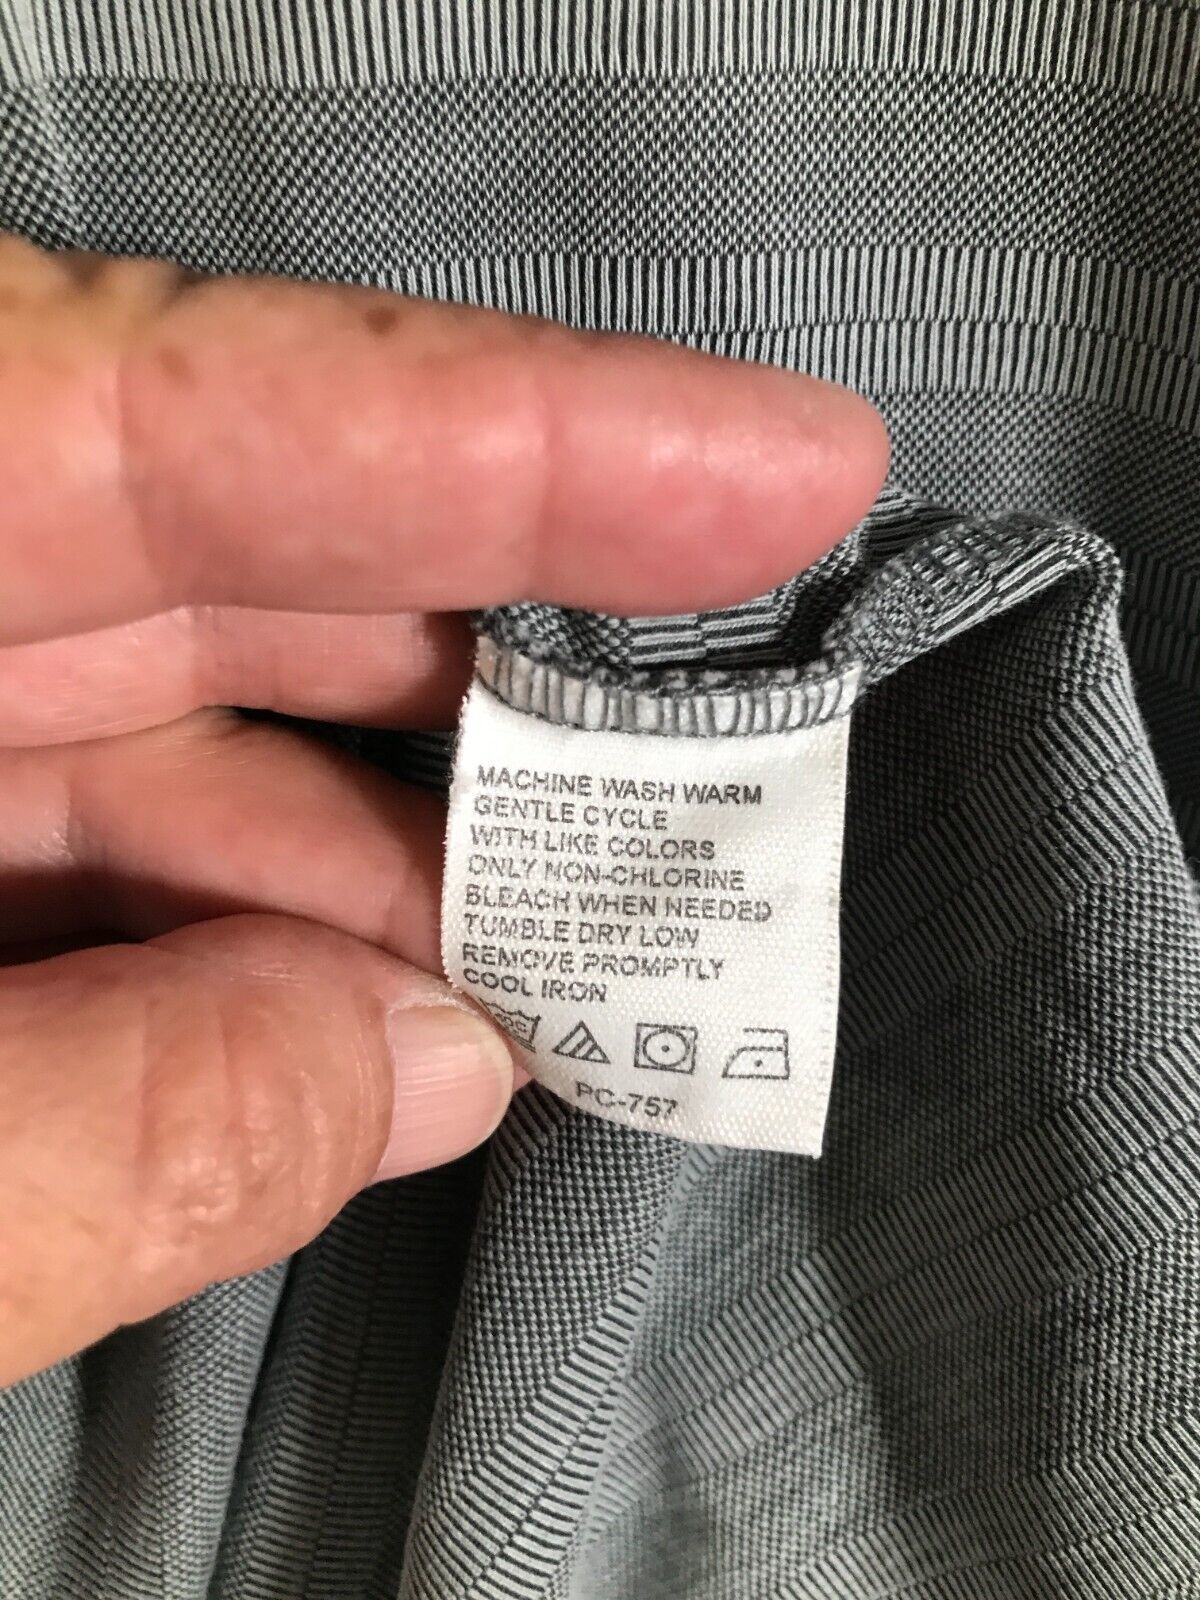 MACHINE WASH WARM
GENTLE CYCLE
WITH LIKE COLORS
ONLY NON-CHLORINE
BLEACH WHEN NEEDED
TUMBLE DRY LOW
REMOVE PROMPTLY
COOL IRON
PC-757